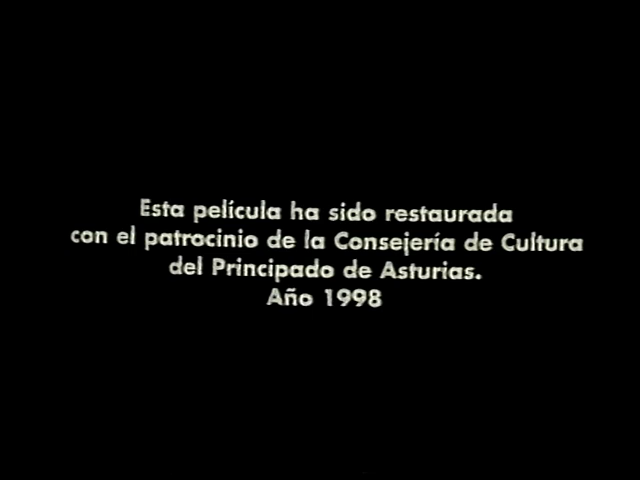 Esta película ha sido restaurada
con el patrocinio de la Consejería de Cultura
del Principado de Asturias.
Año 1998